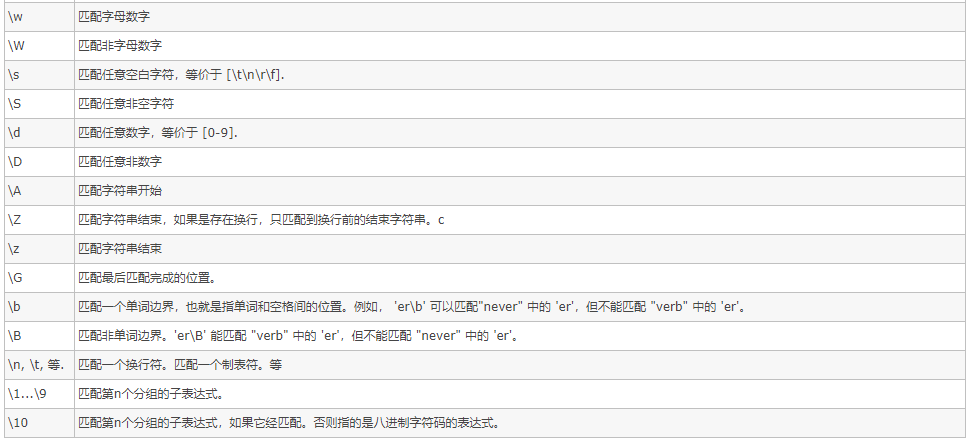 \w 匹配字母数字
\W 匹配非字母数字
\s 匹配任意空白字符，等价于 [\t\n\r\f].
\S 匹配任意非空字符
\d 匹配任意数字，等价于 [0-9].
\D 匹配任意非数字
\A 匹配字符串开始
\Z 匹配字符串结束，如果是存在换行，只匹配到换行前的结束字符串。c
\z 匹配字符串结束
\G 匹配最后匹配完成的位置。
\b 匹配一个单词边界，也就是指单词和空格间的位置。例如， 'er\b' 可以匹配"never" 中的 'er'，但不能匹配 "verb" 中的 'er'。
\B 匹配非单词边界。'er\B' 能匹配 "verb" 中的 'er'，但不能匹配 "never" 中的 'er'。
\n, \t, 等. 匹配一个换行符。匹配一个制表符。等
\1...\9 匹配第n个分组的子表达式。
\10 匹配第n个分组的子表达式，如果它经匹配。否则指的是八进制字符码的表达式。